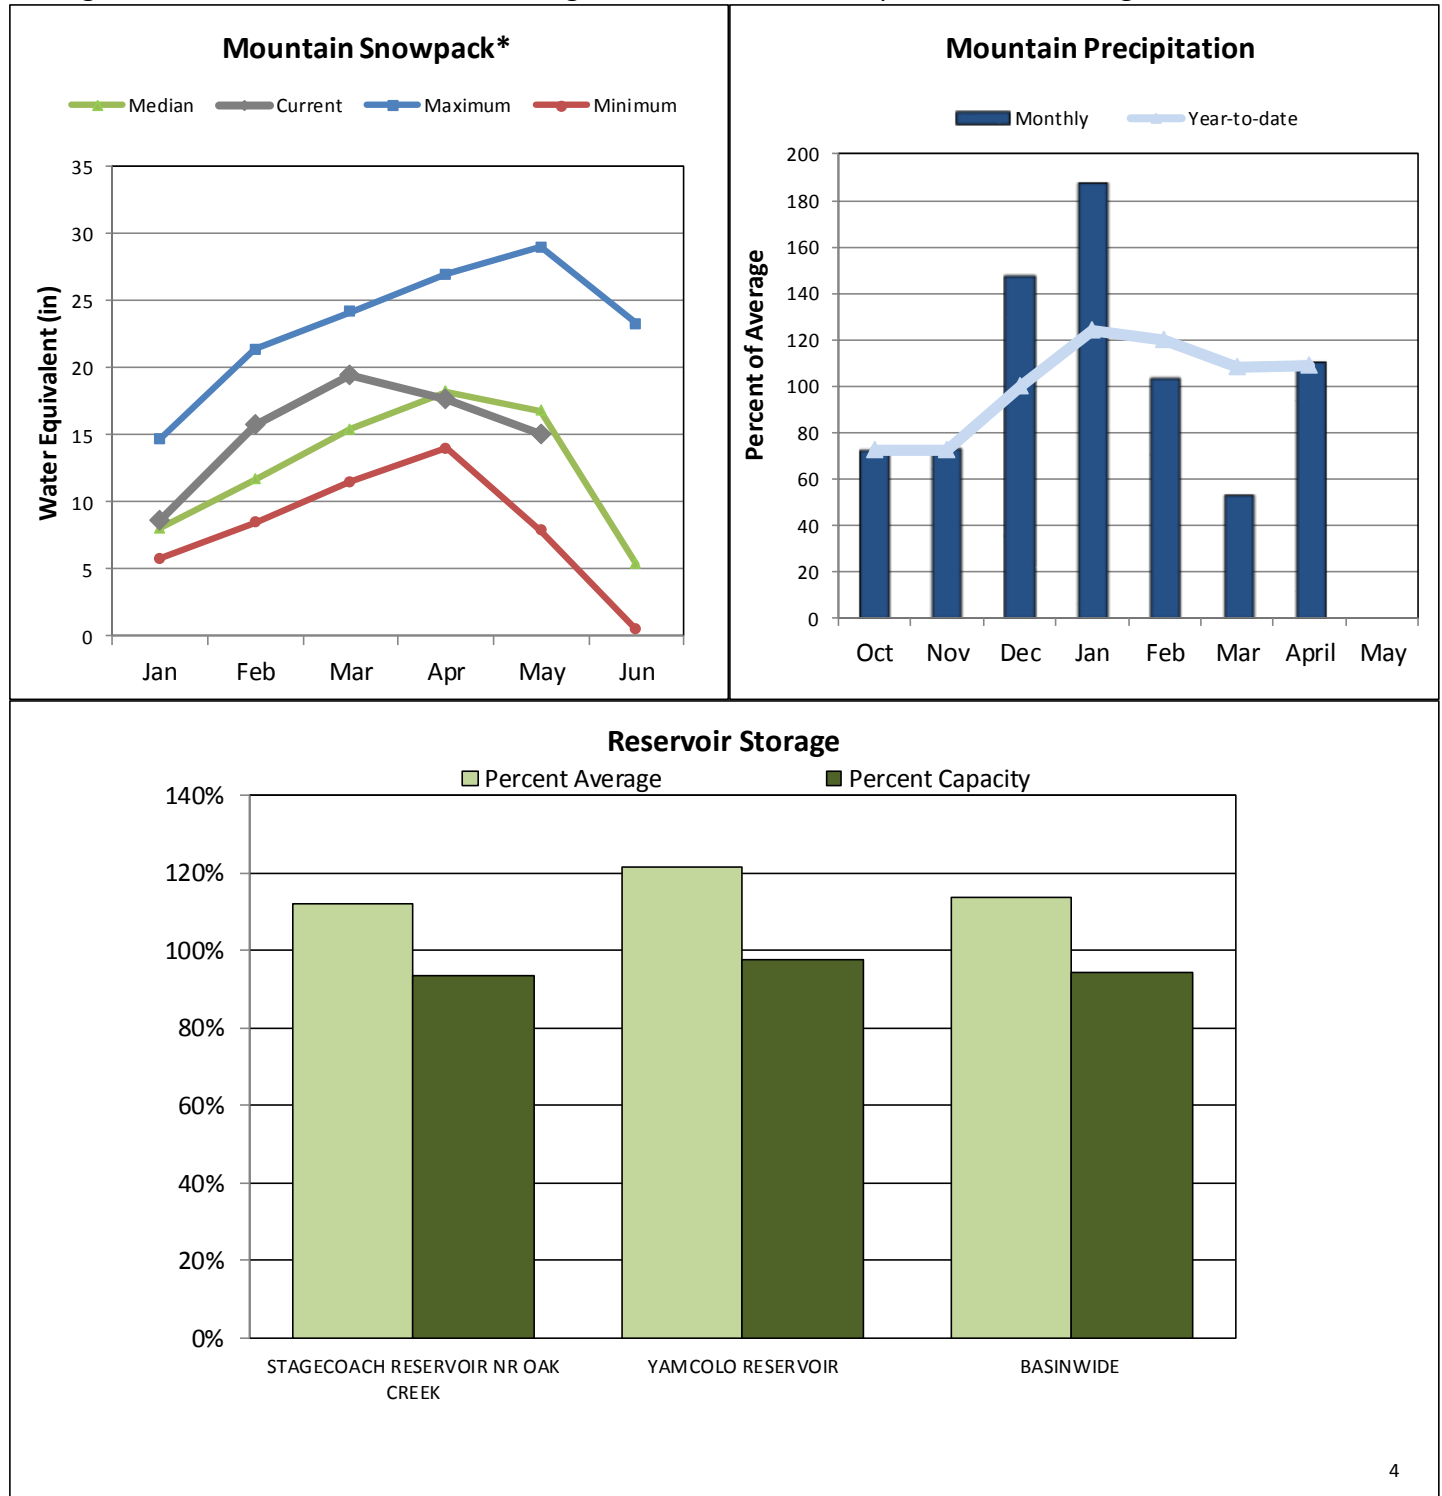 Mountain Snowpack*
Median Current Maximum Minimum
35
30
25
20
15
10
5
0
Water Equivalent (in)
Jan Feb Mar Apr May Jun
Mountain Precipitation
Monthly Year-to-date
200
180
160
140
120
100
80
60
40
20
0
Percent of Average
Oct Nov Dec Jan Feb Mar April May
Reservoir Storage
Percent Average Percent Capacity
140%
120%
100%
80%
60%
40%
20%
0%
STAGECOACH RESERVOIR NR OAK
CREEK
YAMCOLO RESERVOIR
BASINWIDE
4